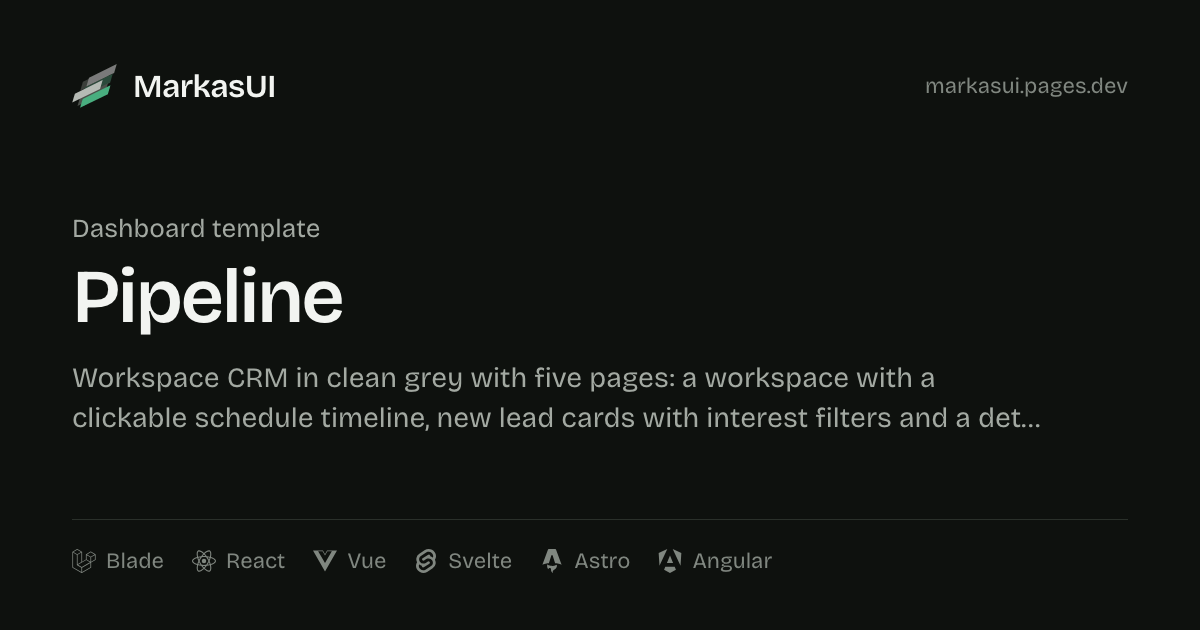 MarkasUI
markasui.pages.dev
Dashboard template
Pipeline
Workspace CRM in clean grey with five pages: a workspace with a
clickable schedule timeline, new lead cards with interest filters and a det...
Blade React Vue Svelte Astro Angular